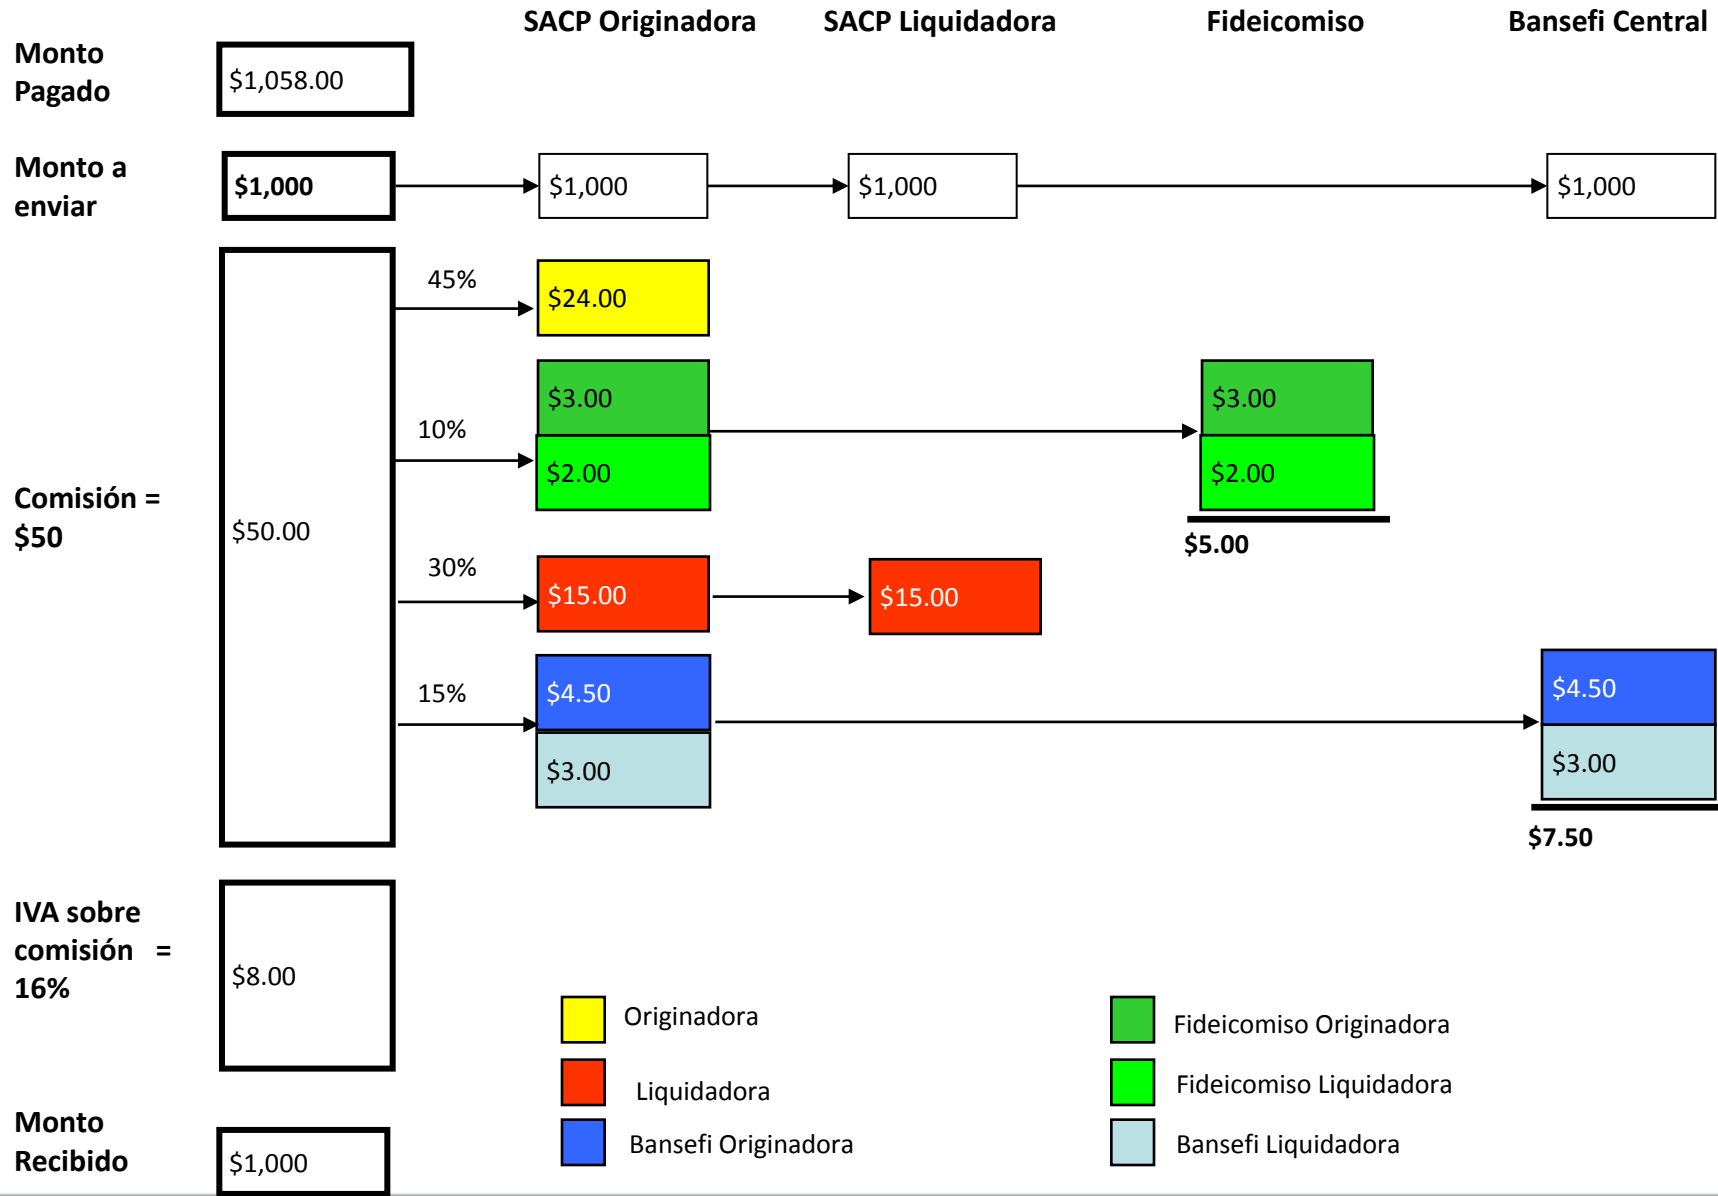 SACP Originadora
SACP Liquidadora
Fideicomiso
Bansefi Central
Monto
Pagado
$1,058.00
Monto a
enviar
$1,000
$1,000
$1,000
$1,000
45%
$24.00
$3.00
$3.00
10%
$2.00
$2.00
Comisión =
$50
$50.00
$5.00
30%
$15.00
$15.00
15%
$4.50
$4.50
$3.00
$3.00
$7.50
IVA sobre
comisión =
16%
$8.00
Originadora
Fideicomiso Originadora
Liquidadora
Fideicomiso Liquidadora
Bansefi Originadora
Bansefi Liquidadora
Monto
Recibido
$1,000